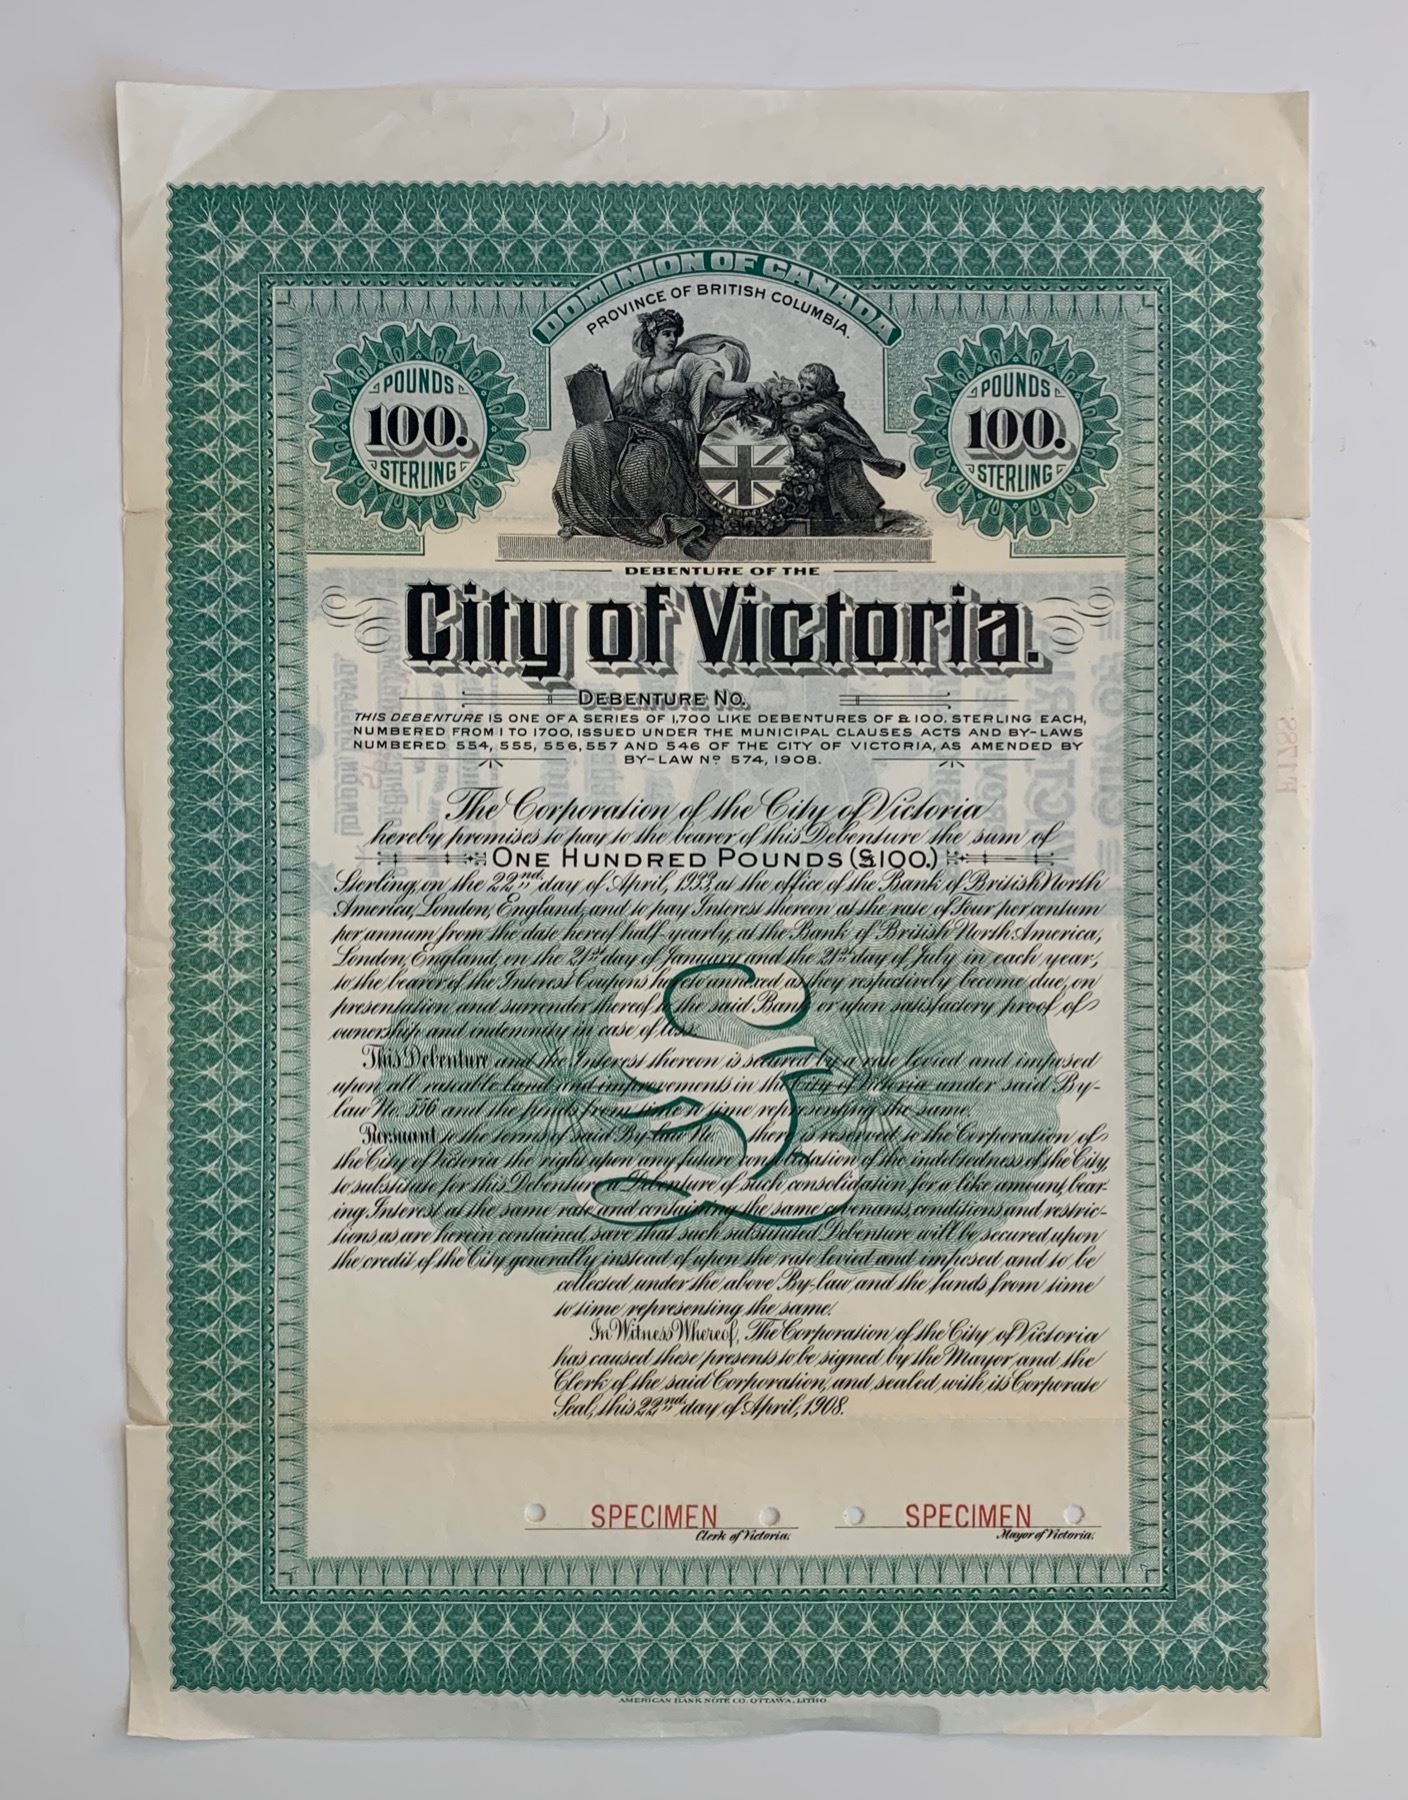 DOMINION OF CANADA
PROVINCE OF BRITISH COLUMBIA.
POUNDS
100.
STERLING
POUNDS
100.
STERLING
DEBENTURE OF THE
City of Victoria.
DEBENTURE NO.
THIS DEBENTURE IS ONE OF A SERIES OF 1,700 LIKE DEBENTURES OF £100. STERLING EACH,
NUMBERED FROM 1 TO 1700, ISSUED UNDER THE MUNICIPAL CLAUSES ACTS AND BY-LAWS
NUMBERED 554, 555, 556, 557 AND 546 OF THE CITY OF VICTORIA, AS AMENDED BY
BY-LAW No 574, 1908.
The Corporation of the City of Victoria
hereby promises to pay to the bearer of this Debenture the sum of
ONE HUNDRED POUNDS (£100.)
Sterling, on the 22nd day of April, 1933, at the office of the Bank of British North
America, London, England, and to pay Interest thereon at the rate of Four per centum
per annum from the date hereof half-yearly, at the Bank of British North America,
London, England, on the 21st day of January and the 21st day of July in each year,
to the bearer of the Interest Coupons hereto annexed as they respectively become due, on
presentation and surrender thereof to the said Bank, or upon satisfactory proof of
ownership and indemnity in case of loss.
This Debenture and the Interest thereon is secured by a rate levied and imposed
upon all rateable land and improvements in the City of Victoria under said By-
law No. 556 and the funds from time to time representing the same.
Pursuant to the terms of said By-law No. there is reserved to the Corporation of
the City of Victoria the right upon any future consolidation of the indebtedness of the City,
to substitute for this Debenture a Debenture of such consolidation for a like amount, bear-
ing Interest at the same rate and containing the same covenants, conditions and restric-
tions as are herein contained, save that such substituted Debenture will be secured upon
the credit of the City generally instead of upon the rate levied and imposed and to be
collected under the above By-law and the funds from time
to time representing the same.
In Witness Whereof, The Corporation of the City of Victoria
has caused these presents to be signed by the Mayor and the
Clerk of the said Corporation, and sealed with its Corporate
Seal, this 22nd day of April, 1908.
SPECIMEN
Clerk of Victoria.
SPECIMEN
Mayor of Victoria.
AMERICAN BANK NOTE CO. OTTAWA, LITHO